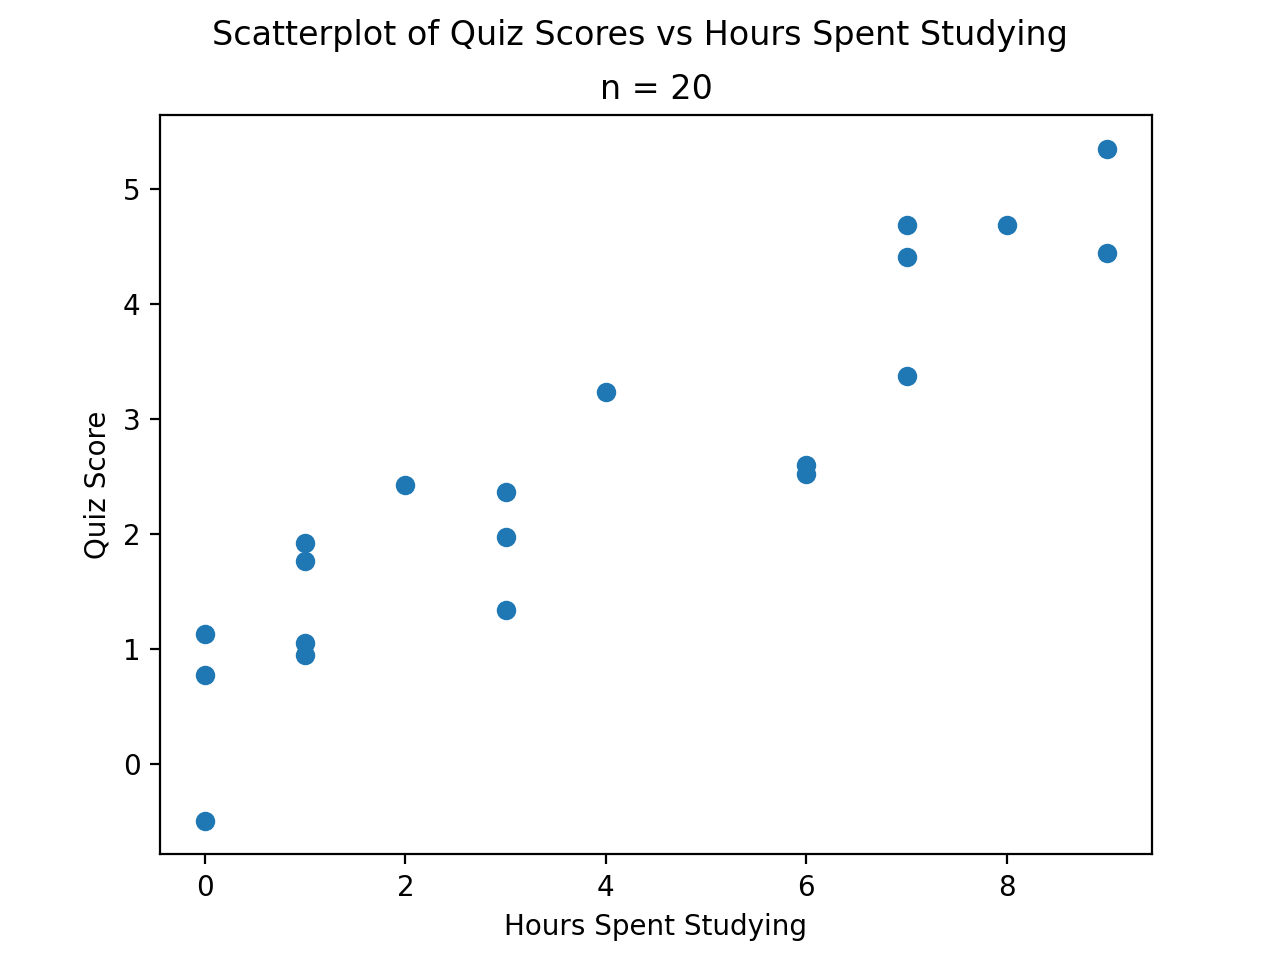 Scatterplot of Quiz Scores vs Hours Spent Studying
n = 20
5
4
3
2
1
0
Quiz Score
0 2 4 6 8
Hours Spent Studying